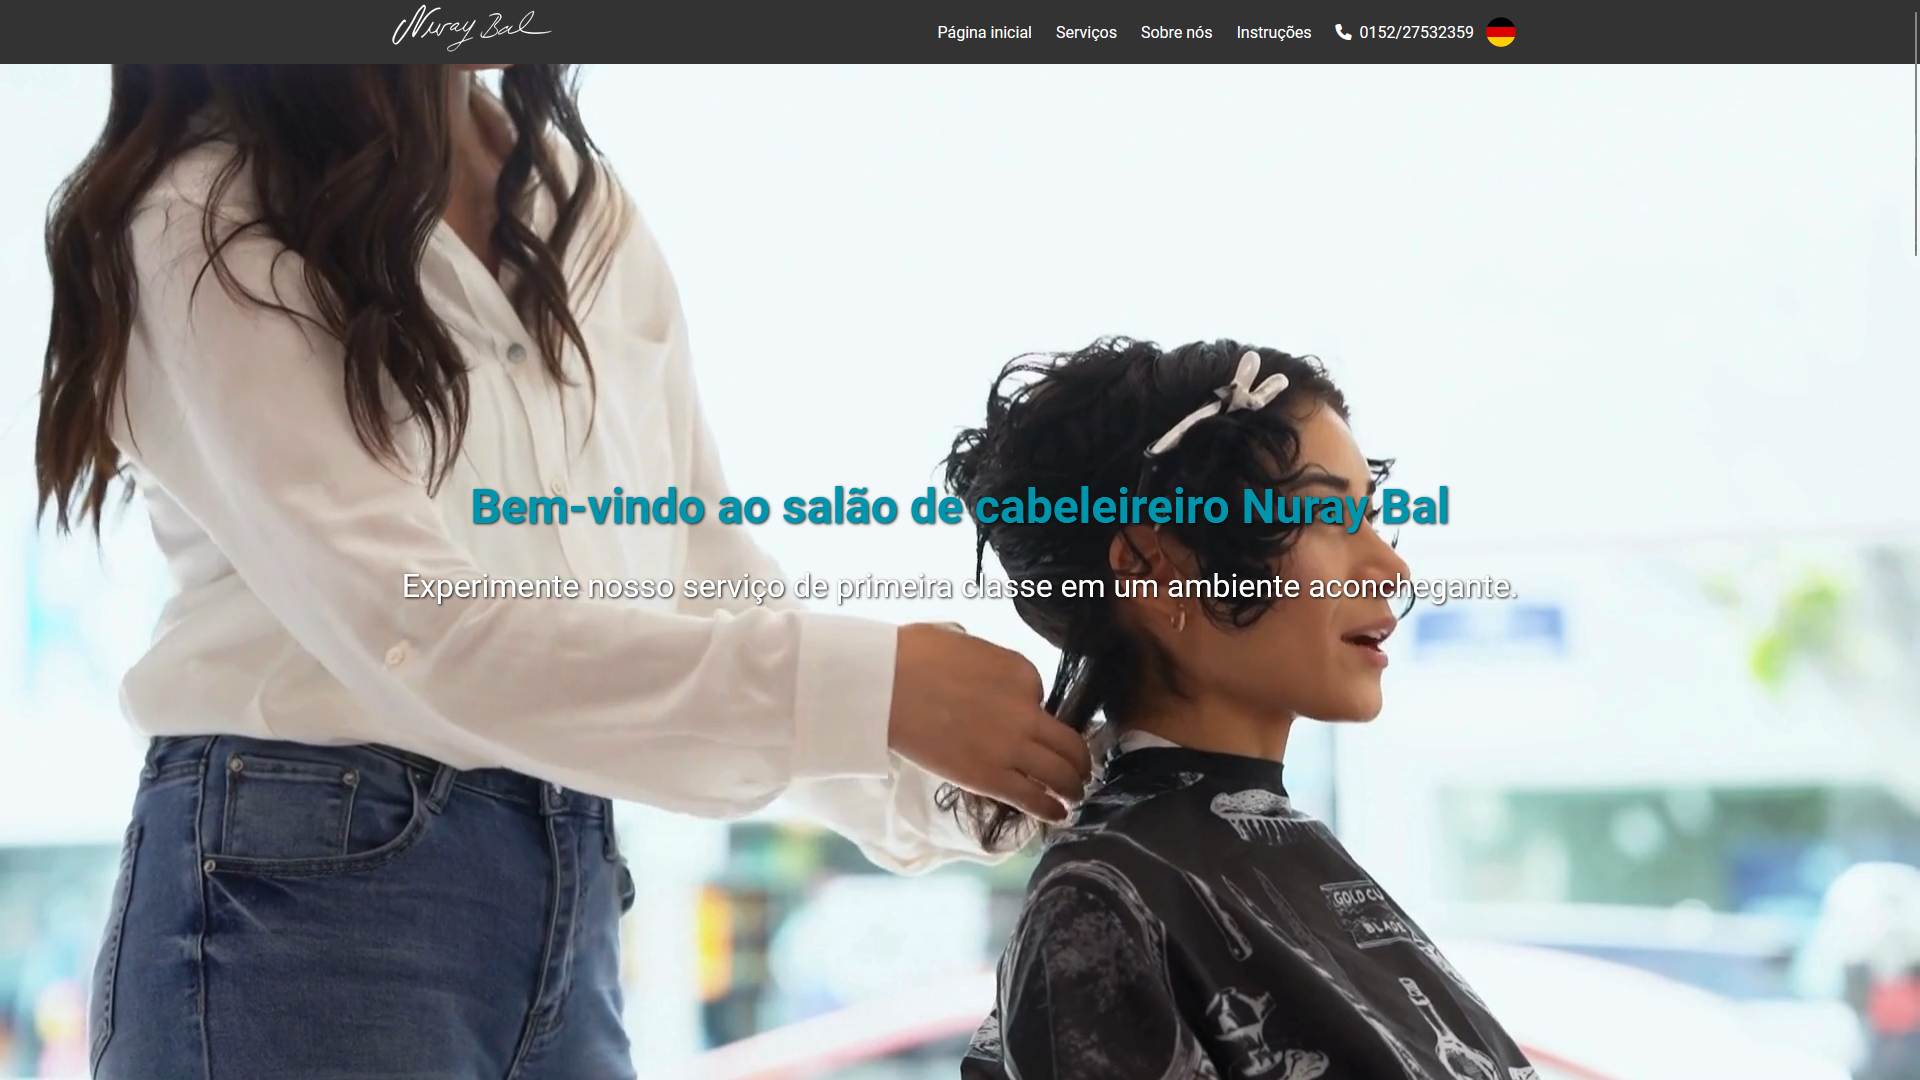 Nuray Bal
Página inicial
Serviços
Sobre nós
Instruções
0152/27532359
Bem-vindo ao salão de cabeleireiro Nuray Bal
Experimente nosso serviço de primeira classe em um ambiente aconchegante.
GOLD CU
BLADE